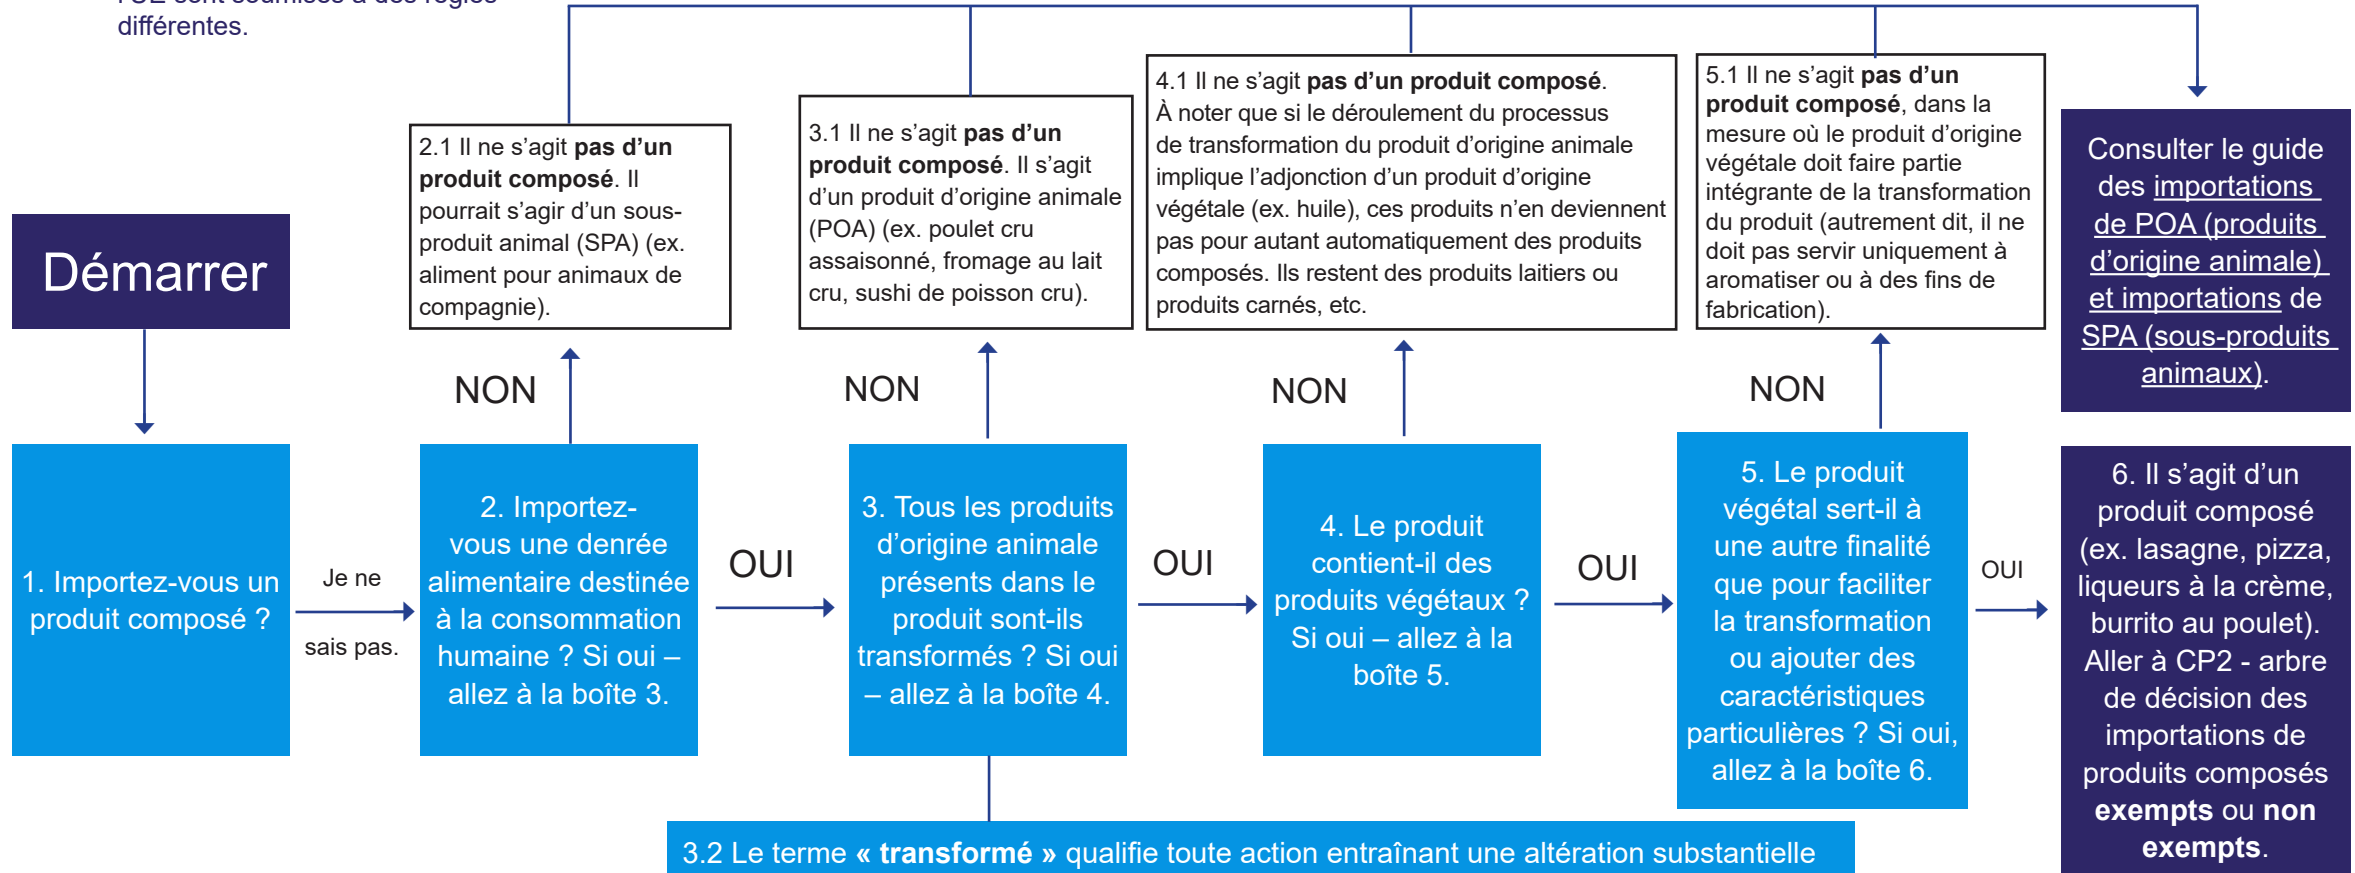 l'UE sont soumises à des règles
différentes.
Démarrer
1. Importez-vous un
produit composé ?
Je ne
sais pas.
2.1 Il ne s'agit pas d'un
produit composé. Il
pourrait s'agir d'un sous-
produit animal (SPA) (ex.
aliment pour animaux de
compagnie).
NON
2. Importez-
vous une denrée
alimentaire destinée
à la consommation
humaine ? Si oui –
allez à la boîte 3.
OUI
3.1 Il ne s'agit pas d'un
produit composé. Il s'agit
d'un produit d'origine animale
(POA) (ex. poulet cru
assaisonné, fromage au lait
cru, sushi de poisson cru).
NON
3. Tous les produits
d'origine animale
présents dans le
produit sont-ils
transformés ? Si oui
– allez à la boîte 4.
OUI
3.2 Le terme « transformé » qualifie toute action entraînant une altération substantielle
4.1 Il ne s'agit pas d'un produit composé.
À noter que si le déroulement du processus
de transformation du produit d'origine animale
implique l'adjonction d'un produit d'origine
végétale (ex. huile), ces produits n'en deviennent
pas pour autant automatiquement des produits
composés. Ils restent des produits laitiers ou
produits carnés, etc.
NON
4. Le produit
contient-il des
produits végétaux ?
Si oui – allez à la
boîte 5.
OUI
5.1 Il ne s'agit pas d'un
produit composé, dans la
mesure où le produit d'origine
végétale doit faire partie
intégrante de la transformation
du produit (autrement dit, il ne
doit pas servir uniquement à
aromatiser ou à des fins de
fabrication).
NON
5. Le produit
végétal sert-il à
une autre finalité
que pour faciliter
la transformation
ou ajouter des
caractéristiques
particulières ? Si oui,
allez à la boîte 6.
OUI
Consulter le guide
des importations
de POA (produits
d'origine animale)
et importations de
SPA (sous-produits
animaux).
6. Il s'agit d'un
produit composé
(ex. lasagne, pizza,
liqueurs à la crème,
burrito au poulet).
Aller à CP2 - arbre
de décision des
importations de
produits composés
exempts ou non
exempts.